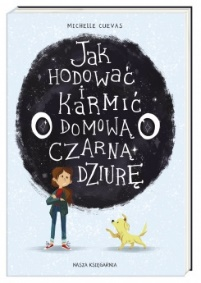 MICHELLE CUEVAS
JAK
HODOWAĆ
I
KARMIĆ
DOMOWĄ
CZARNĄ
DZIURĘ
NASZA KSIĘGARNIA